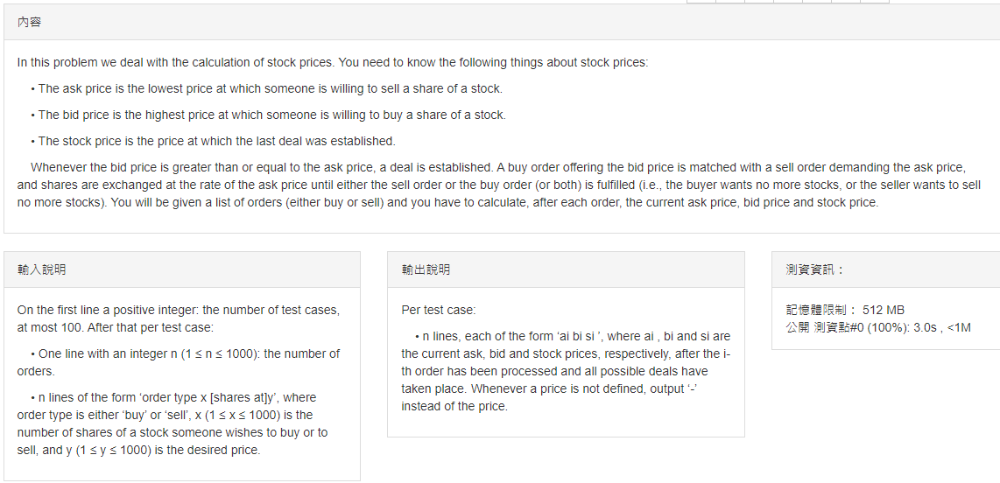 內容
In this problem we deal with the calculation of stock prices. You need to know the following things about stock prices:
• The ask price is the lowest price at which someone is willing to sell a share of a stock.
• The bid price is the highest price at which someone is willing to buy a share of a stock.
• The stock price is the price at which the last deal was established.
Whenever the bid price is greater than or equal to the ask price, a deal is established. A buy order offering the bid price is matched with a sell order demanding the ask price,
and shares are exchanged at the rate of the ask price until either the sell order or the buy order (or both) is fulfilled (i.e., the buyer wants no more stocks, or the seller wants to sell
no more stocks). You will be given a list of orders (either buy or sell) and you have to calculate, after each order, the current ask price, bid price and stock price.
輸入說明
On the first line a positive integer: the number of test cases,
at most 100. After that per test case:
• One line with an integer n (1 ≤ n ≤ 1000): the number of
orders.
• n lines of the form ‘order type x [shares at]y’, where
order type is either ‘buy’ or ‘sell’, x (1 ≤ x ≤ 1000) is the
number of shares of a stock someone wishes to buy or to
sell, and y (1 ≤ y ≤ 1000) is the desired price.
輸出說明
Per test case:
• n lines, each of the form ‘ai bi si ’, where ai , bi and si are
the current ask, bid and stock prices, respectively, after the i-
th order has been processed and all possible deals have
taken place. Whenever a price is not defined, output ‘-’
instead of the price.
測資資訊：
記憶體限制： 512 MB
公開 測資點#0 (100%): 3.0s , <1M